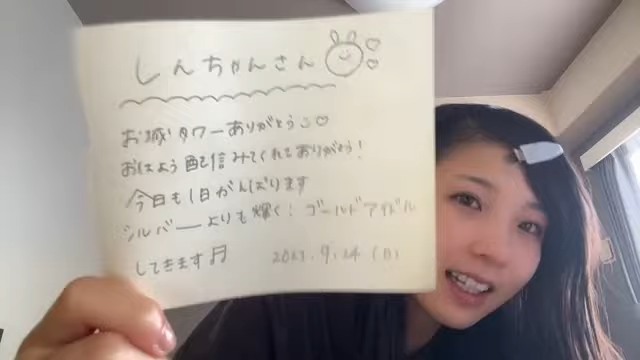 しんちゃんさん
お城タワーありがとう♡
おはよう配信みてくれてありがとう!
今日も1日がんばります
シルバーよりも輝く!ゴールドアイドル
してきます♬
9.24(日)